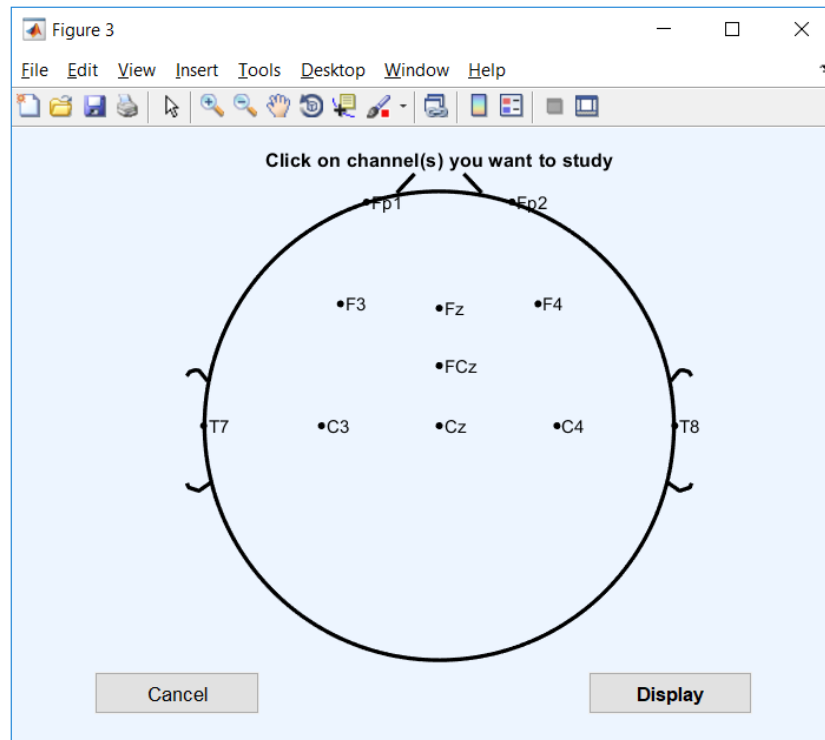 Figure 3
File Edit View Insert Tools Desktop Window Help
Click on channel(s) you want to study
Fp1 Fp2
F3 Fz F4
FCz
T7 C3 Cz C4 T8
Cancel Display